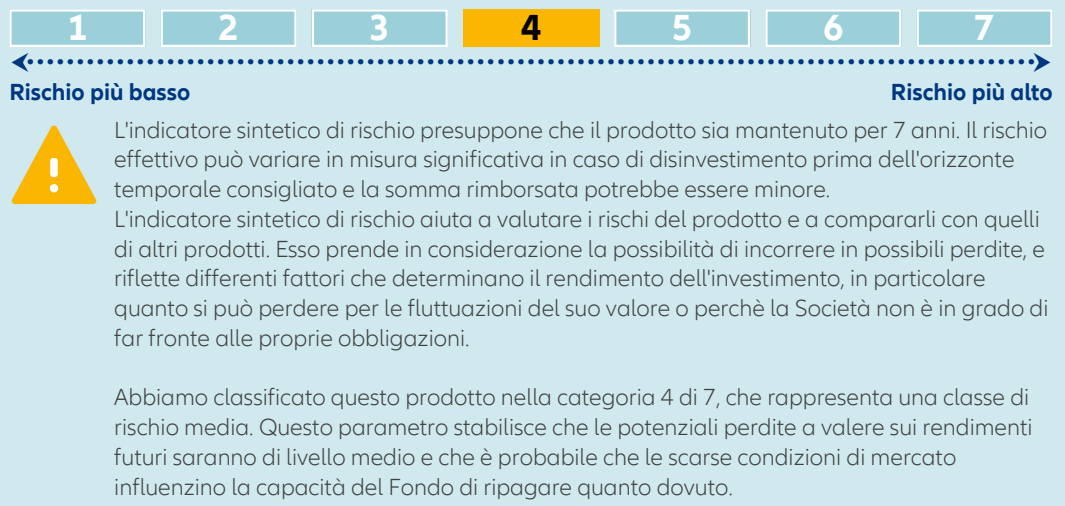 1 2 3 4 5 6 7
Rischio più basso Rischio più alto
L'indicatore sintetico di rischio presuppone che il prodotto sia mantenuto per 7 anni. Il rischio
effettivo può variare in misura significativa in caso di disinvestimento prima dell'orizzonte
temporale consigliato e la somma rimborsata potrebbe essere minore.
L'indicatore sintetico di rischio aiuta a valutare i rischi del prodotto e a compararli con quelli
di altri prodotti. Esso prende in considerazione la possibilità di incorrere in possibili perdite, e
riflette differenti fattori che determinano il rendimento dell'investimento, in particolare
quanto si può perdere per le fluttuazioni del suo valore o perchè la Società non è in grado di
far fronte alle proprie obbligazioni.
Abbiamo classificato questo prodotto nella categoria 4 di 7, che rappresenta una classe di
rischio media. Questo parametro stabilisce che le potenziali perdite a valere sui rendimenti
futuri saranno di livello medio e che è probabile che le scarse condizioni di mercato
influenzino la capacità del Fondo di ripagare quanto dovuto.